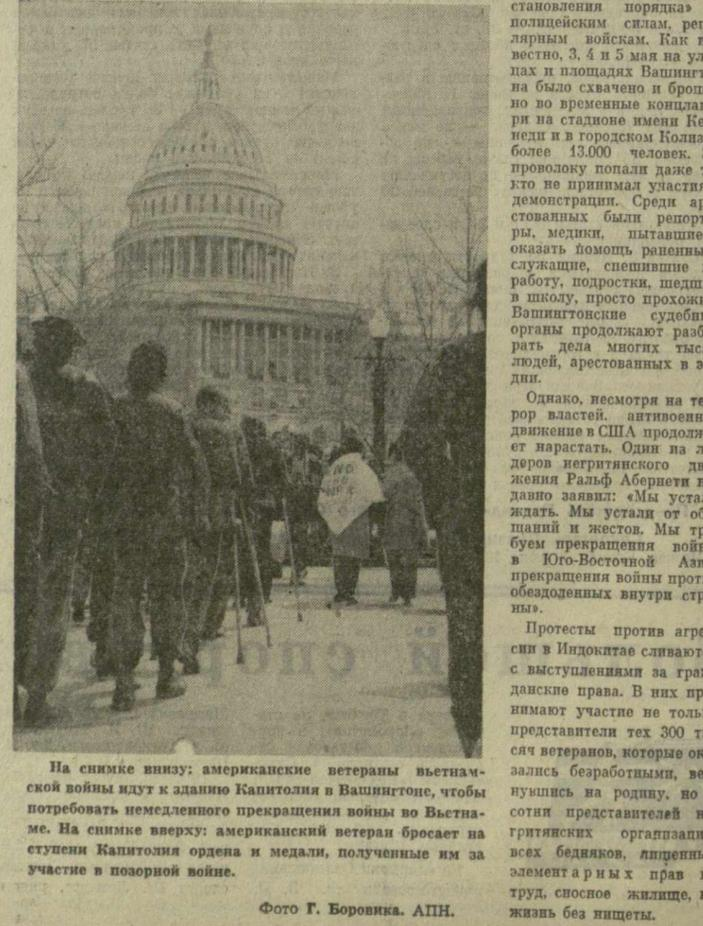 становления порядка»
полицейским силам,
лярным войскам. Как
вестно, 3, 4 и 5 мая на
цах и площадях
на было схвачено и
но во временные
ри на стадионе имени
неди и в городском
более 13.000 человек.
проволоку попали даже
кто не принимал участия
демонстрации. Среди
стованных были
ры, медики,
оказать помощь
служащие, спешившие
работу, подростки,
в школу, просто
Вашингтонские
органы продолжают
рать дела многих
людей, арестованных в
дни.
Однако, несмотря на
рор властей, антивоенн
движение в США
ет нарастать. Один из
деров негритянского
жения Ральф Абернети
давно заявил: «Мы
ждать. Мы устали от
щаний и жестов. Мы
буем прекращения
в Юго-Восточной
прекращения войны
обездоленных внутри
ны».
Протесты против
сии в Индокитае
с выступлениями за
данские права. В них
нимают участие не
представители тех 300
сяч ветеранов, которые
зались безработными,
нувшись на родину, но
сотни представителей
гритянских
всех бедняков,
элементарных прав
труд, сносное жилище,
жизнь без нищеты.
NO
На снимке внизу: американские ветераны вьетнам-
ской войны идут к зданию Капитолия в Вашингтоне, чтобы
потребовать немедленного прекращения войны во Вьетна-
ме. На снимке вверху: американский ветеран бросает на
ступени Капитолия ордена и медали, полученные им за
участие в позорной войне.
Фото Г. Боровика. АПН.